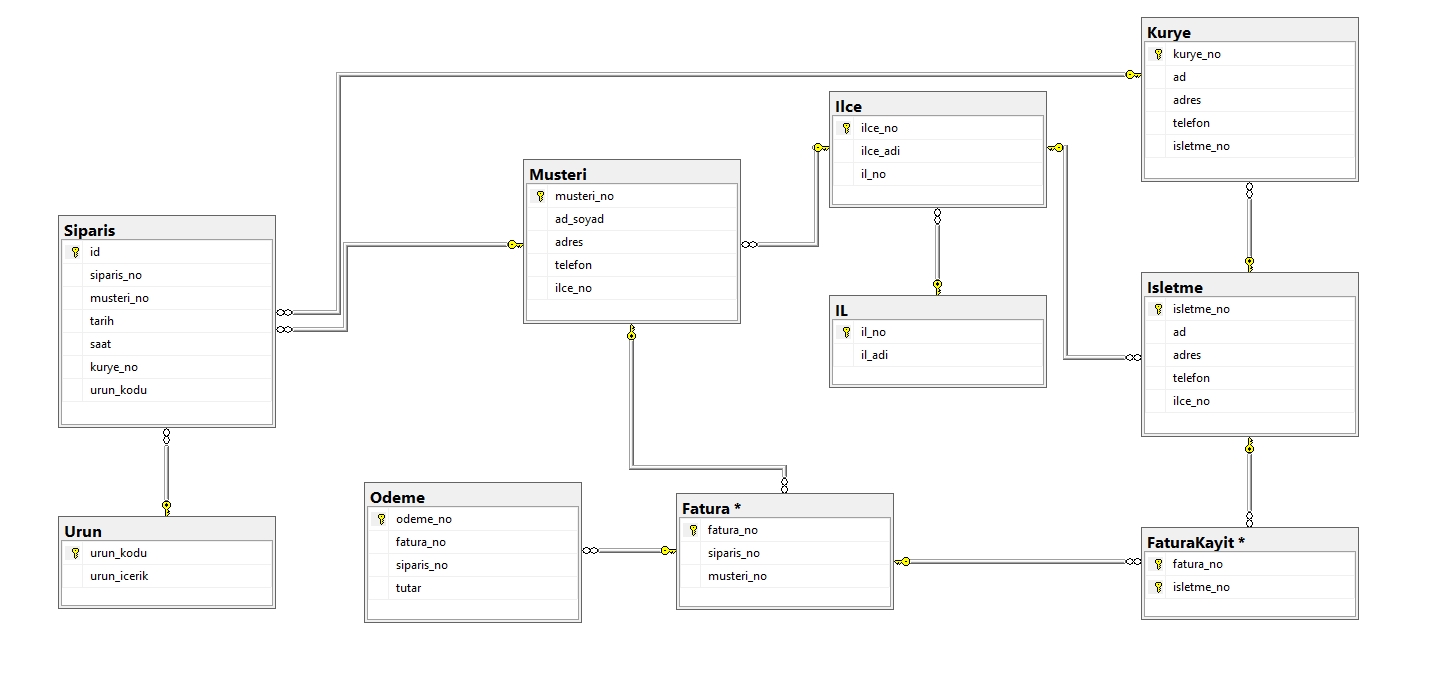 Kurye
kurye_no
ad
adres
telefon
isletme_no
Ilce
ilce_no
ilce_adi
il_no
Musteri
musteri_no
ad_soyad
adres
telefon
ilce_no
Siparis
id
siparis_no
musteri_no
tarih
saat
kurye_no
urun_kodu
IL
il_no
il_adi
Isletme
isletme_no
ad
adres
telefon
ilce_no
Odeme
odeme_no
fatura_no
siparis_no
tutar
Fatura *
fatura_no
siparis_no
musteri_no
Urun
urun_kodu
urun_icerik
FaturaKayit *
fatura_no
isletme_no